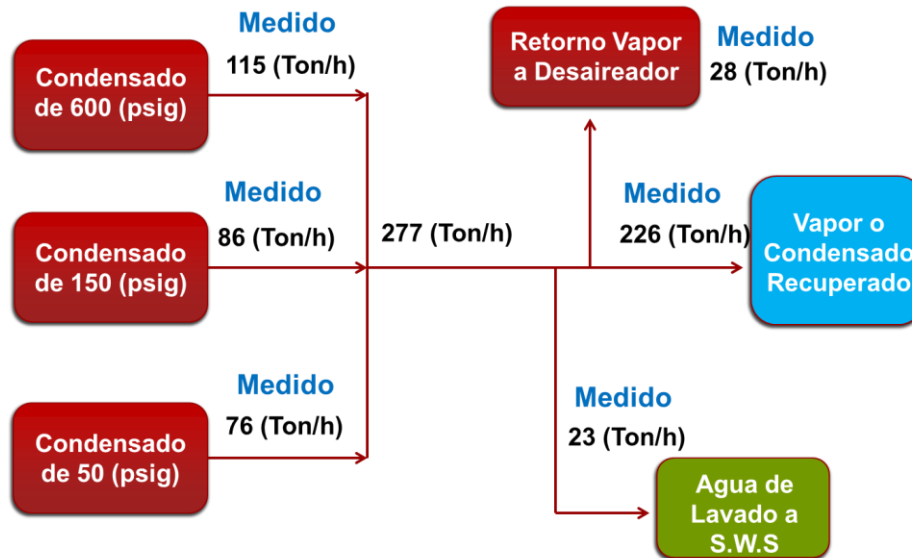 Medido
115 (Ton/h)
Condensado
de 600 (psig)
Retorno Vapor
a Desaireador
Medido
28 (Ton/h)
Medido
86 (Ton/h)
Condensado
de 150 (psig)
277 (Ton/h)
Medido
226 (Ton/h)
Vapor o
Condensado
Recuperado
Medido
76 (Ton/h)
Condensado
de 50 (psig)
Medido
23 (Ton/h)
Agua de
Lavado a
S.W.S